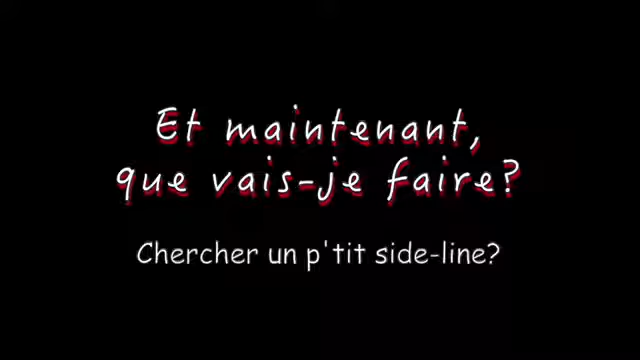 Et maintenant,
que vais-je faire?
Chercher un p'tit side-line?